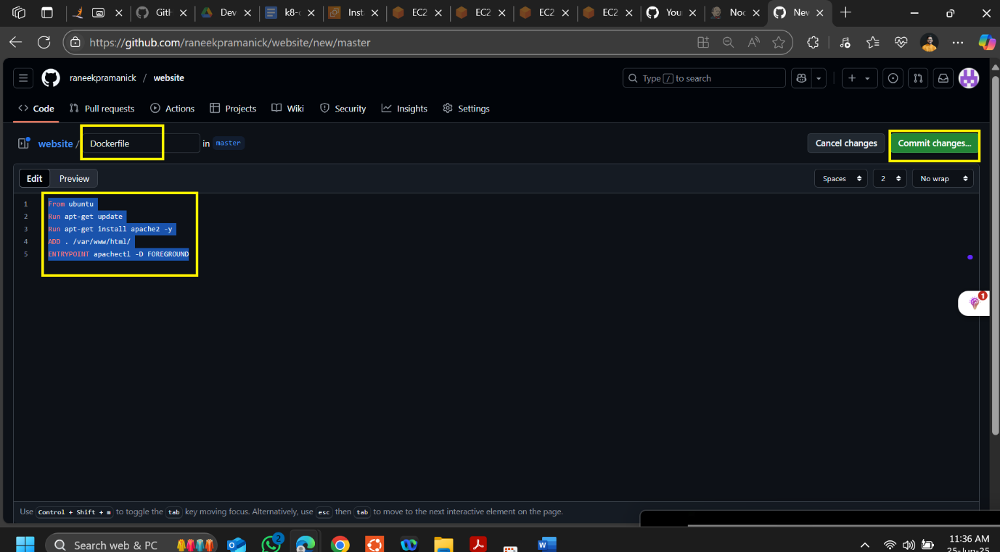 Gith
Dev
k8-c
Inst
EC2
EC2
EC2
EC2
You
Noc
New
https://github.com/raneekpramanick/website/new/master
raneekpramanick / website
Type / to search
Code
Pull requests
Actions
Projects
Wiki
Security
Insights
Settings
website / Dockerfile in master
Cancel changes
Commit changes...
Edit
Preview
Spaces
2
No wrap
1 From ubuntu
2 Run apt-get update
3 Run apt-get install apache2 -y
4 ADD . /var/www/html/
5 ENTRYPOINT apachectl -D FOREGROUND
1
Use Control + Shift + m to toggle the tab key moving focus. Alternatively, use esc then tab to move to the next interactive element on the page.
Search web & PC
2
11:36 AM
25-Jun-25